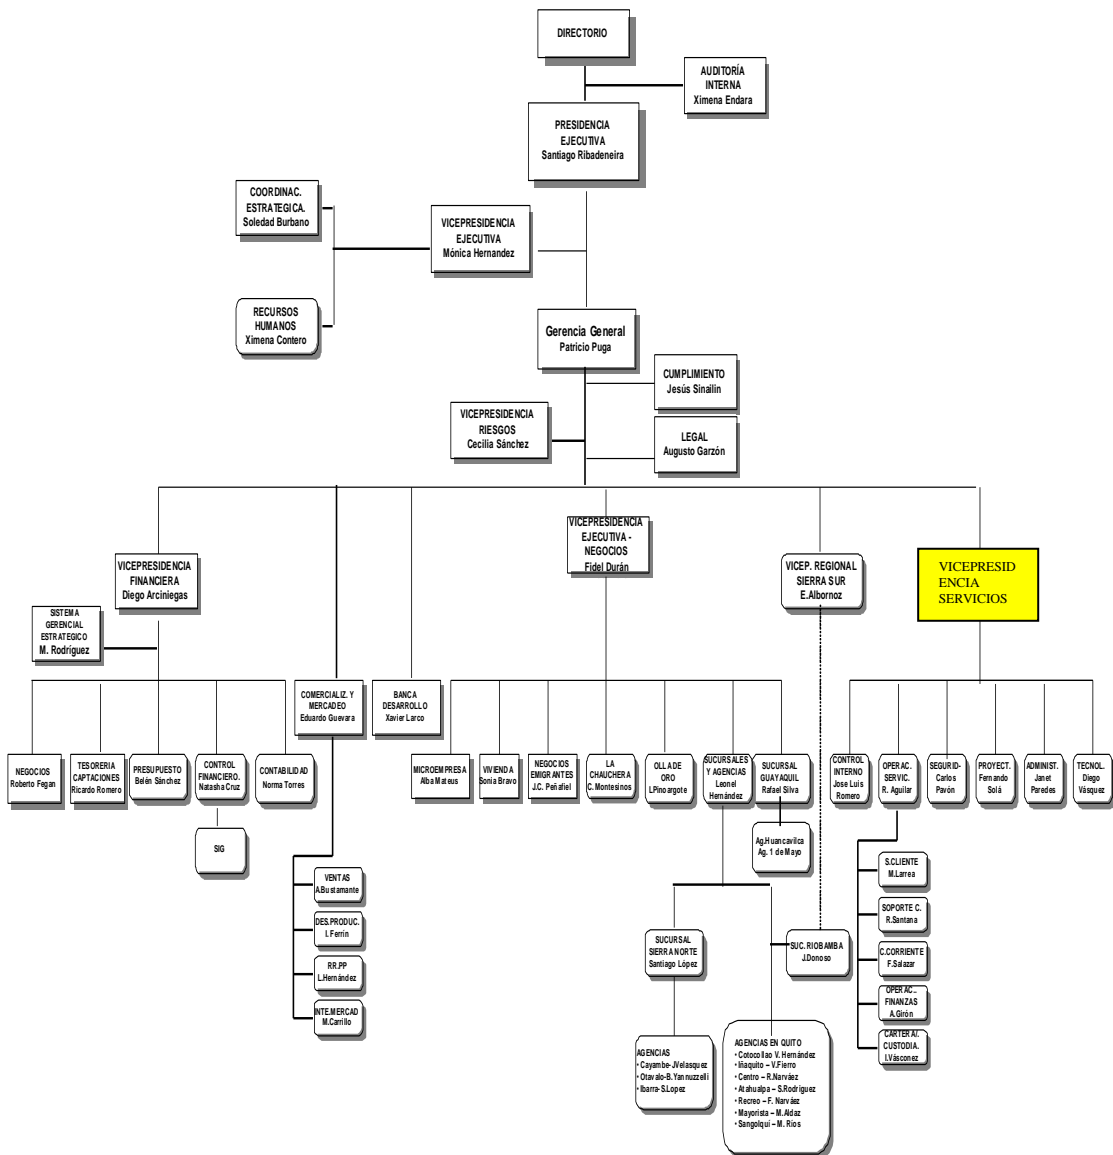 DIRECTORIO
AUDITORÍA
INTERNA
Ximena Endara
PRESIDENCIA
EJECUTIVA
Santiago Ribadeneira
COORDINAC.
ESTRATEGICA.
Soledad Burbano
VICEPRESIDENCIA
EJECUTIVA
Mónica Hernandez
RECURSOS
HUMANOS
Ximena Contero
Gerencia General
Patricio Puga
CUMPLIMIENTO
Jesús Sinailin
VICEPRESIDENCIA
RIESGOS
Cecilia Sánchez
LEGAL
Augusto Garzón
VICEPRESIDENCIA
FINANCIERA
Diego Arciniegas
VICEPRESIDENCIA
EJECUTIVA -
NEGOCIOS
Fidel Durán
VICEP. REGIONAL
SIERRA SUR
E.Albornoz
VICEPRESID
ENCIA
SERVICIOS
SISTEMA
GERENCIAL
ESTRATEGICO
M. Rodríguez
COMERCIALIZ. Y
MERCADEO
Eduardo Guevara
BANCA
DESARROLLO
Xavier Larco
NEGOCIOS
Roberto Fegan
TESORERIA
CAPTACIONES
Ricardo Romero
PRESUPUESTO
Belén Sánchez
CONTROL
FINANCIERO.
Natasha Cruz
CONTABILIDAD
Norma Torres
MICROEMPRESA
Alba Mateus
VIVIENDA
Sonia Bravo
NEGOCIOS
EMIGRANTES
J.C. Peñafiel
LA
CHAUCHERA
C. Montesinos
OLLA DE
ORO
I.Pinoargote
SUCURSALES
Y AGENCIAS
Leonel
Hernández
SUCURSAL
GUAYAQUIL
Rafael Silva
CONTROL
INTERNO
Jose Luis
Romero
OPERAC.
SERVIC.
R. Aguilar
SEGURID-
Carlos
Pavón
PROYECT.
Fernando
Solá
ADMINIST.
Janet
Paredes
TECNOL.
Diego
Vásquez
SIG
Ag.Huancavilca
Ag. 1 de Mayo
VENTAS
A.Bustamante
DES.PRODUC.
I. Ferrín
RR.PP
L.Hernández
INTE.MERCAD
M.Carrillo
S.CLIENTE
M.Larrea
SOPORTE C.
R.Santana
C.CORRIENTE
F.Salazar
OPERAC..
FINANZAS
A.Girón
CARTERA/.
CUSTODIA.
I.Vásconez
SUCURSAL
SIERRA NORTE
Santiago López
SUC. RIOBAMBA
J.Donoso
AGENCIAS
• Cayambe-JVelasquez
• Otavalo-B.Yannuzzelli
• Ibarra-S.Lopez
AGENCIAS EN QUITO
• Cotocollao V. Hernández
• Iñaquito – V.Fierro
• Centro – R.Narváez
• Atahualpa – S.Rodríguez
• Recreo – F. Narváez
• Mayorista – M.Aldaz
• Sangolquí – M. Ríos